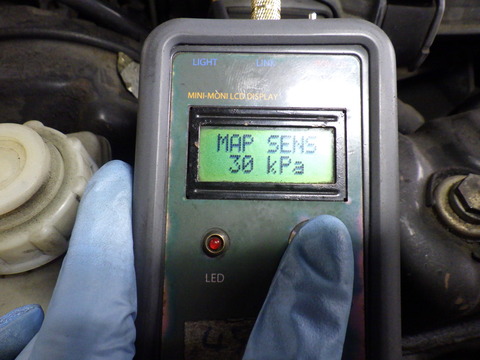 LIGHT LINK
MINI-MONI LCD DISPLAY
MAP SENS
30 kPa
LED